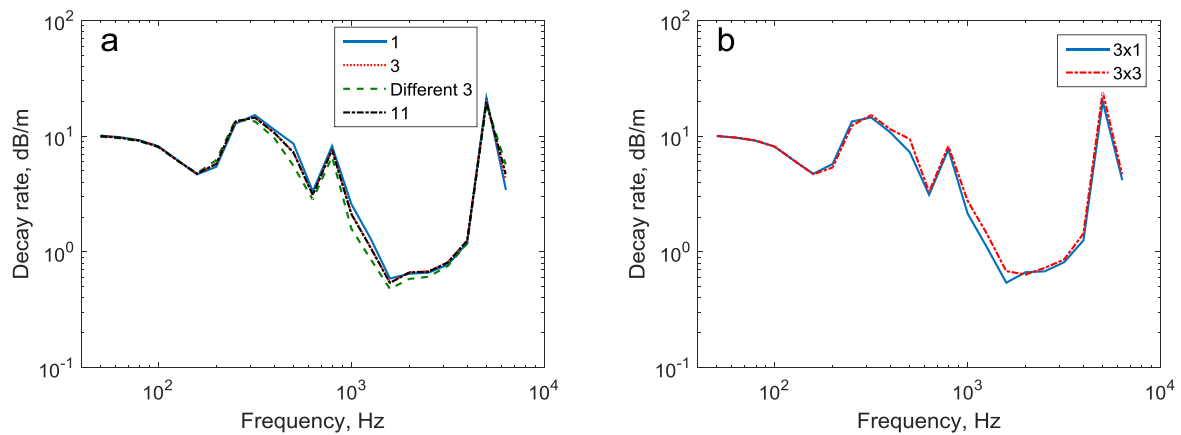 a
1
3
Different 3
11
10^2
10^1
10^0
10^-1
Decay rate, dB/m
10^2
10^3
10^4
Frequency, Hz
b
3x1
3x3
10^2
10^1
10^0
10^-1
Decay rate, dB/m
10^2
10^3
10^4
Frequency, Hz